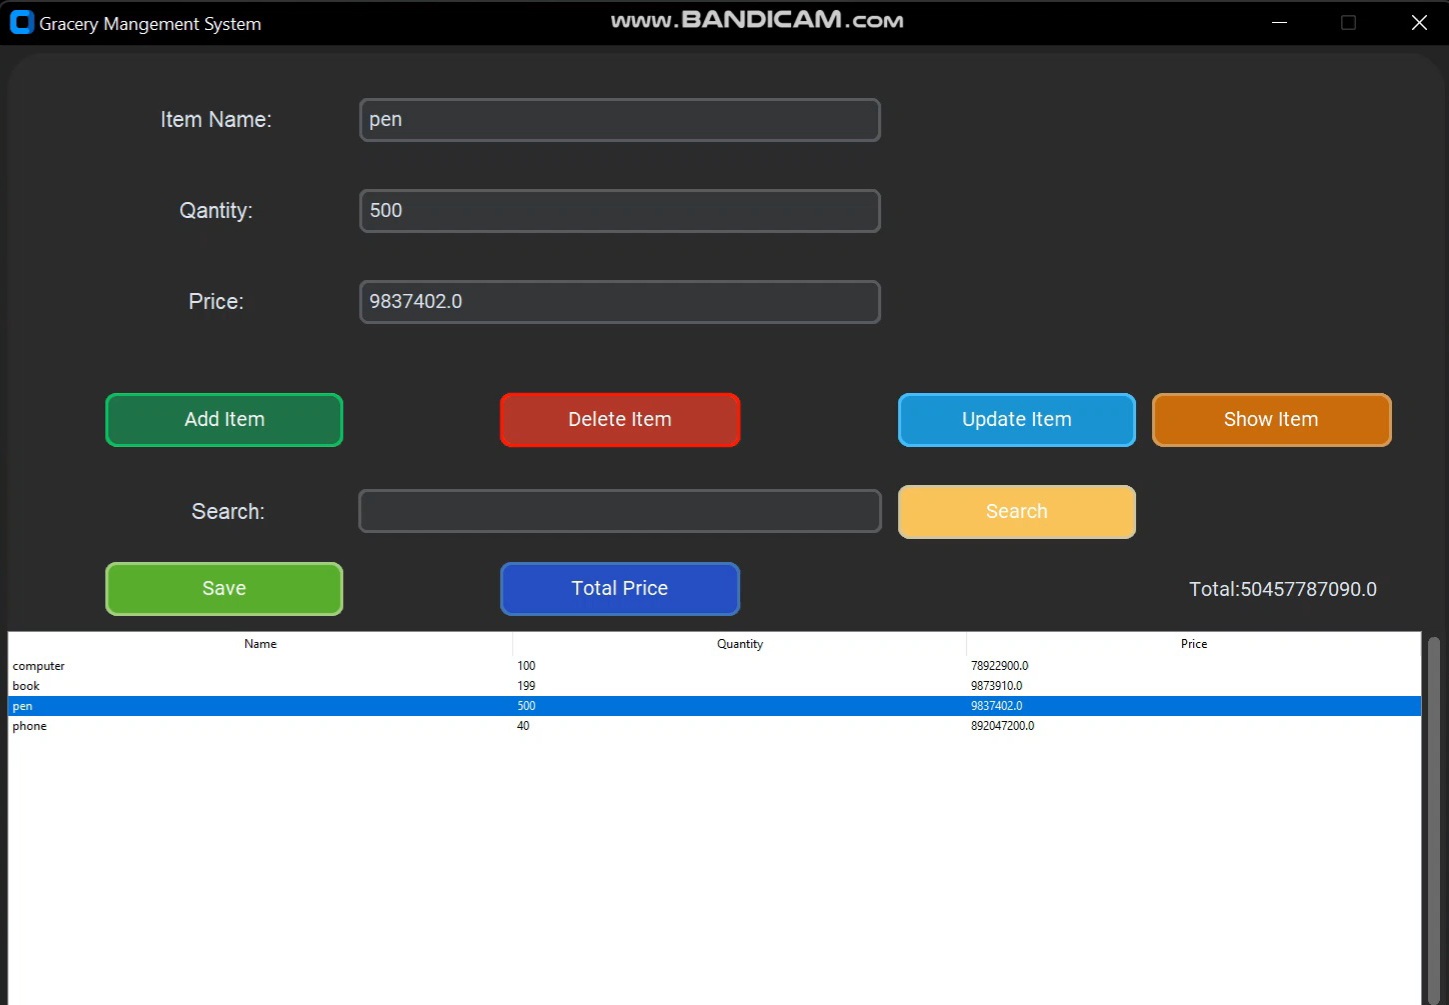 Gracery Mangement System
www.BANDICAM.com
Item Name:
pen
Qantity:
500
Price:
9837402.0
Add Item
Delete Item
Update Item
Show Item
Search:
Search
Save
Total Price
Total:50457787090.0
Name Quantity Price
computer 100 78922900.0
book 199 9873910.0
pen 500 9837402.0
phone 40 892047200.0